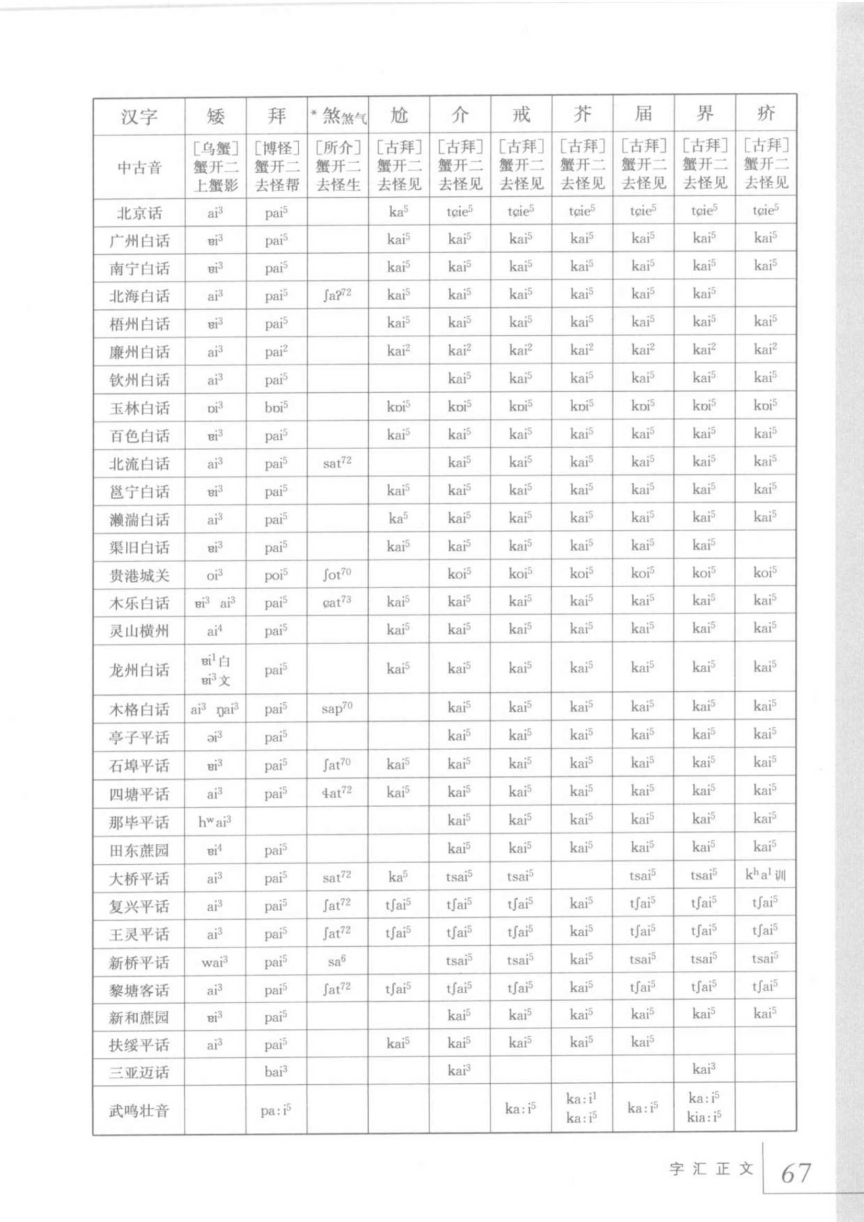 汉字 矮 拜 *煞煞气 尬 介 戒 芥 届 界 疥
中古音 [乌蟹]蟹开二上蟹影 [博怪]蟹开二去怪帮 [所介]蟹开二去怪生 [古拜]蟹开二去怪见 [古拜]蟹开二去怪见 [古拜]蟹开二去怪见 [古拜]蟹开二去怪见 [古拜]蟹开二去怪见 [古拜]蟹开二去怪见 [古拜]蟹开二去怪见
北京话 ai³ pai⁵ ka⁵ tɕie⁵ tɕie⁵ tɕie⁵ tɕie⁵ tɕie⁵ tɕie⁵
广州白话 ɐi³ pai⁵ kai⁵ kai⁵ kai⁵ kai⁵ kai⁵ kai⁵ kai⁵
南宁白话 ɐi³ pai⁵ kai⁵ kai⁵ kai⁵ kai⁵ kai⁵ kai⁵ kai⁵
北海白话 ai³ pai⁵ ʃaʔ⁷² kai⁵ kai⁵ kai⁵ kai⁵ kai⁵ kai⁵
梧州白话 ɐi³ pai⁵ kai⁵ kai⁵ kai⁵ kai⁵ kai⁵ kai⁵ kai⁵
廉州白话 ai³ pai² kai² kai² kai² kai² kai² kai² kai²
钦州白话 ai³ pai⁵ kai⁵ kai⁵ kai⁵ kai⁵ kai⁵ kai⁵
玉林白话 ɒi³ bɒi⁵ kɒi⁵ kɒi⁵ kɒi⁵ kɒi⁵ kɒi⁵ kɒi⁵ kɒi⁵
百色白话 ɐi³ pai⁵ kai⁵ kai⁵ kai⁵ kai⁵ kai⁵ kai⁵ kai⁵
北流白话 ai³ pai⁵ sat⁷² kai⁵ kai⁵ kai⁵ kai⁵ kai⁵ kai⁵
邕宁白话 ɐi³ pai⁵ kai⁵ kai⁵ kai⁵ kai⁵ kai⁵ kai⁵ kai⁵
濑湍白话 ai³ pai⁵ ka⁵ kai⁵ kai⁵ kai⁵ kai⁵ kai⁵ kai⁵
渠旧白话 ɐi³ pai⁵ kai⁵ kai⁵ kai⁵ kai⁵ kai⁵ kai⁵
贵港城关 oi³ poi⁵ ʃot⁷⁰ koi⁵ koi⁵ koi⁵ koi⁵ koi⁵ koi⁵
木乐白话 ɐi³ ai³ pai⁵ ɕat⁷³ kai⁵ kai⁵ kai⁵ kai⁵ kai⁵ kai⁵ kai⁵
灵山横州 ai⁴ pai⁵ kai⁵ kai⁵ kai⁵ kai⁵ kai⁵ kai⁵ kai⁵
龙州白话 ɐi¹白 ɐi³文 pai⁵ kai⁵ kai⁵ kai⁵ kai⁵ kai⁵ kai⁵ kai⁵
木格白话 ai³ ŋai³ pai⁵ sap⁷⁰ kai⁵ kai⁵ kai⁵ kai⁵ kai⁵ kai⁵
亭子平话 əi³ pai⁵ kai⁵ kai⁵ kai⁵ kai⁵ kai⁵ kai⁵
石埠平话 ɐi³ pai⁵ ʃat⁷⁰ kai⁵ kai⁵ kai⁵ kai⁵ kai⁵ kai⁵ kai⁵
四塘平话 ai³ pai⁵ ɬat⁷² kai⁵ kai⁵ kai⁵ kai⁵ kai⁵ kai⁵ kai⁵
那毕平话 hʷai³ kai⁵ kai⁵ kai⁵ kai⁵ kai⁵ kai⁵
田东蔗园 ɐi⁴ pai⁵ kai⁵ kai⁵ kai⁵ kai⁵ kai⁵ kai⁵
大桥平话 ai³ pai⁵ sat⁷² ka⁵ tsai⁵ tsai⁵ tsai⁵ tsai⁵ kʰa¹训
复兴平话 ai³ pai⁵ ʃat⁷² tʃai⁵ tʃai⁵ tʃai⁵ kai⁵ tʃai⁵ tʃai⁵ tʃai⁵
王灵平话 ai³ pai⁵ ʃat⁷² tʃai⁵ tʃai⁵ tʃai⁵ kai⁵ tʃai⁵ tʃai⁵ tʃai⁵
新桥平话 wai³ pai⁵ sa⁶ tsai⁵ tsai⁵ kai⁵ tsai⁵ tsai⁵ tsai⁵
黎塘客话 ai³ pai⁵ ʃat⁷² tʃai⁵ tʃai⁵ tʃai⁵ kai⁵ tʃai⁵ tʃai⁵ tʃai⁵
新和蔗园 ɐi³ pai⁵ kai⁵ kai⁵ kai⁵ kai⁵ kai⁵ kai⁵
扶绥平话 ai³ pai⁵ kai⁵ kai⁵ kai⁵ kai⁵ kai⁵
三亚迈话 bai³ kai³ kai³
武鸣壮音 pa:i⁵ ka:i⁵ ka:i¹ ka:i⁵ ka:i⁵ ka:i⁵ kia:i⁵
字汇正文 67